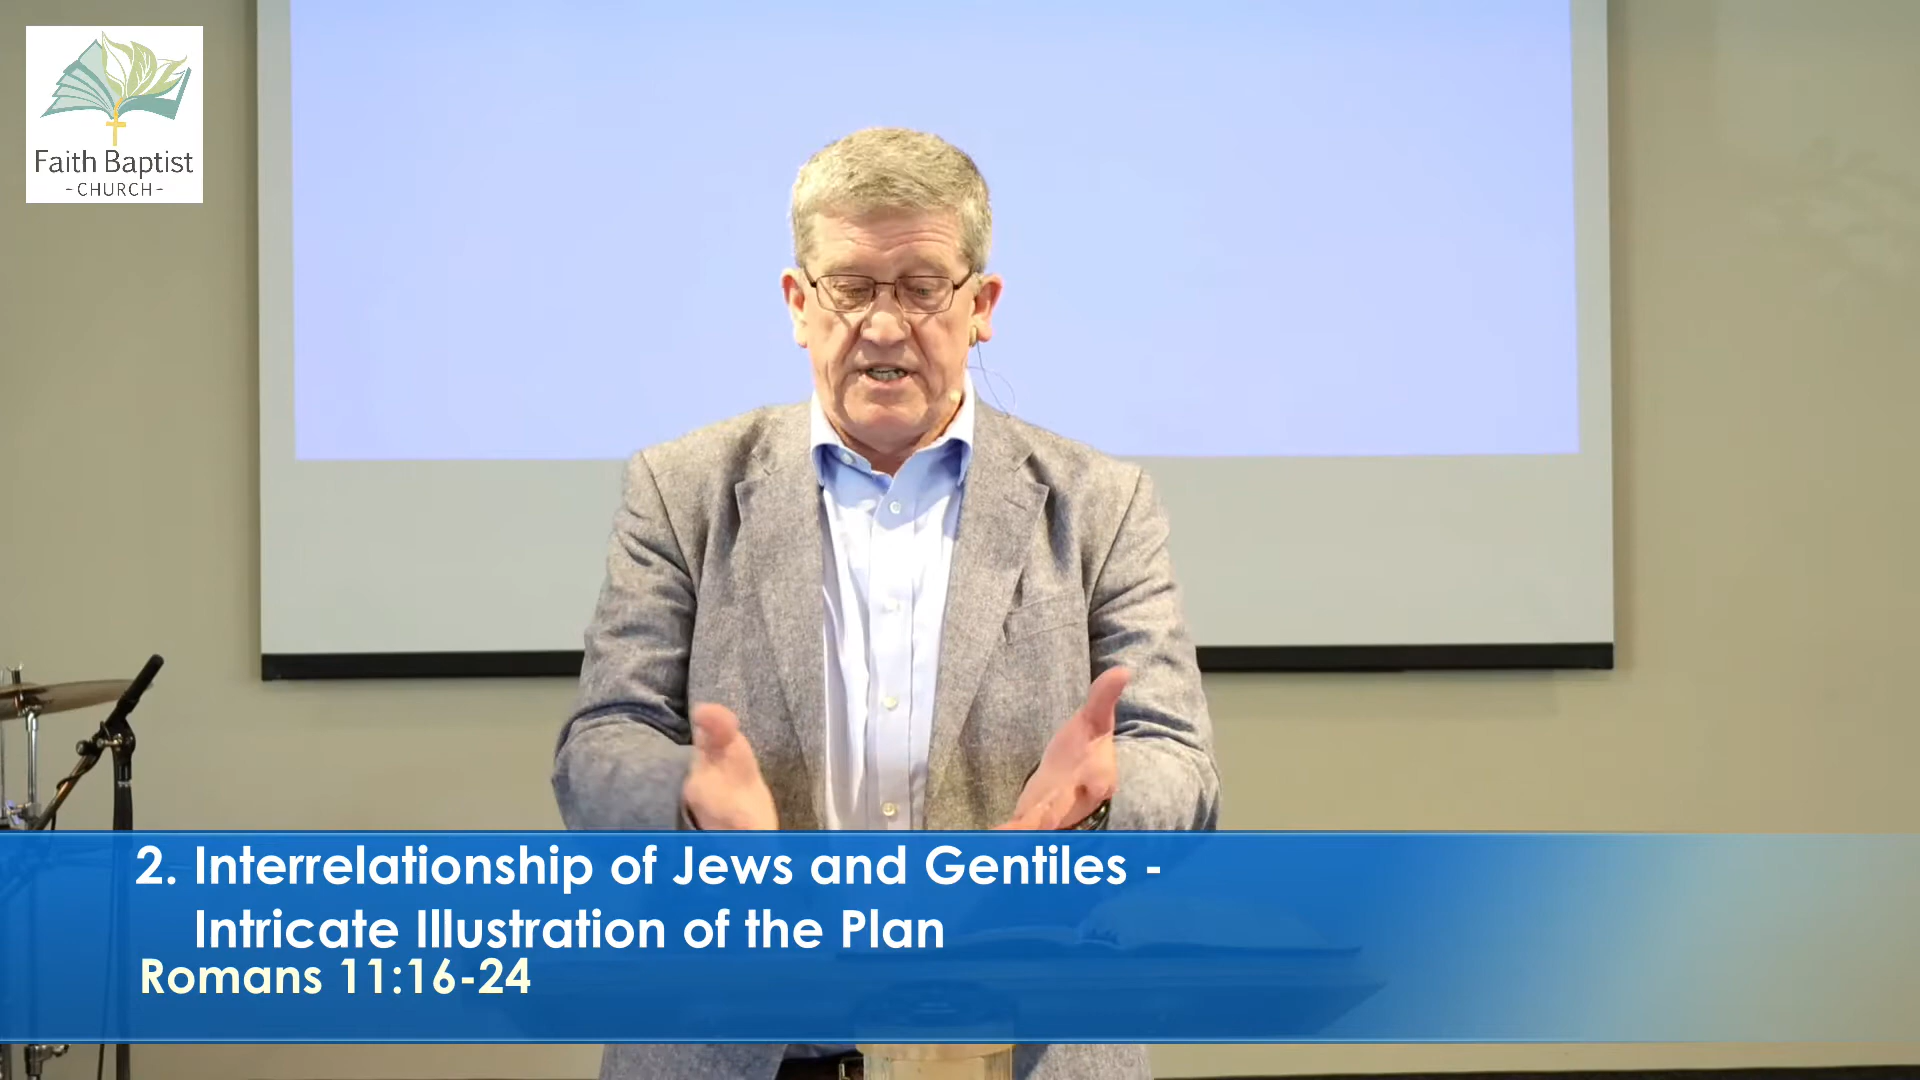 Faith Baptist
-CHURCH-
2. Interrelationship of Jews and Gentiles -
Intricate Illustration of the Plan
Romans 11:16-24